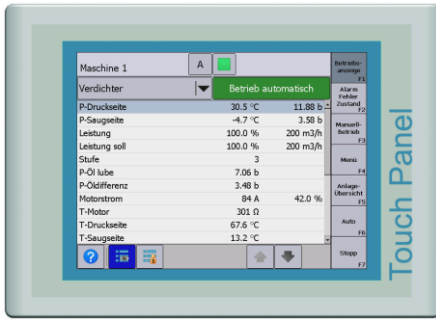 Maschine 1 A
Verdichter Betrieb automatisch
P-Druckseite 30.5 °C 11.88 b
P-Saugseite -4.7 °C 3.58 b
Leistung 100.0 % 200 m3/h
Leistung soll 100.0 % 200 m3/h
Stufe 3
P-Öl lube 7.06 b
P-Öldifferenz 3.48 b
Motorstrom 84 A 42.0 %
T-Motor 301 Ω
T-Druckseite 67.6 °C
T-Saugseite 13.2 °C
?
Betriebs-
anzeige
F1
Alarm
Fehler
Zustand
F2
Manuell-
Betrieb
F3
Menü
F4
Anlage-
Übersicht
F5
Auto
F6
Stopp
F7
Touch Panel